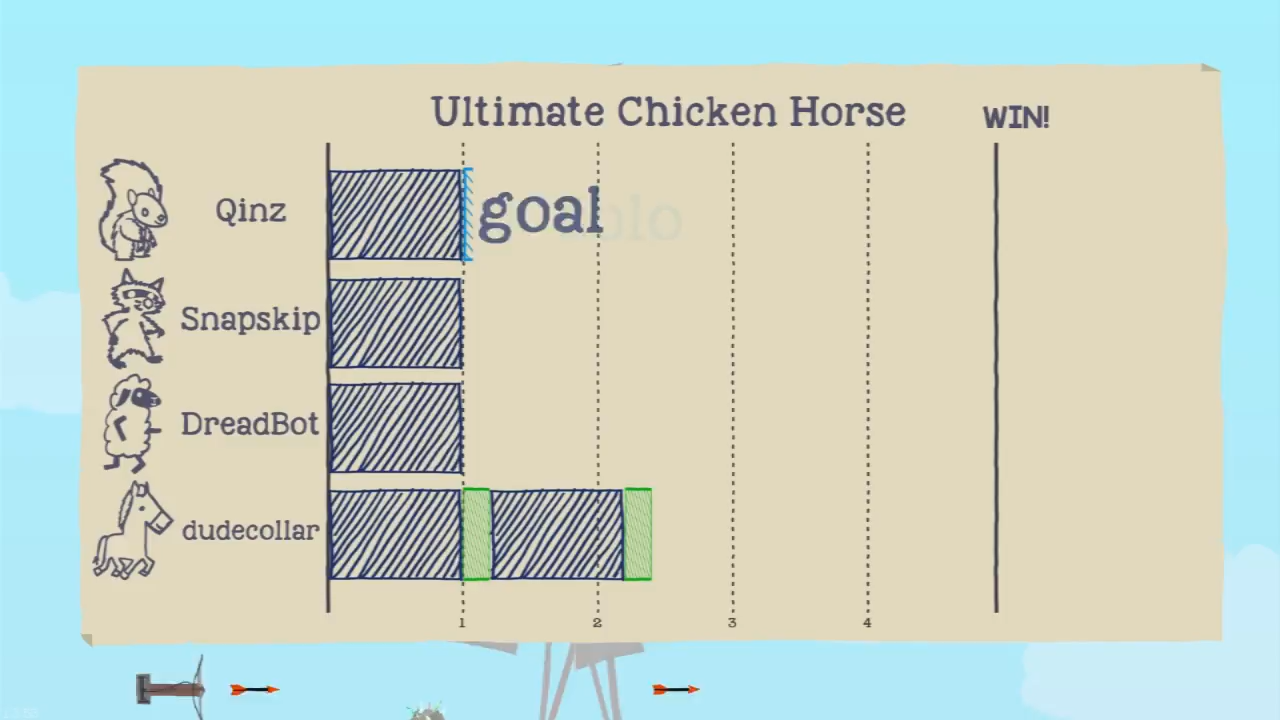 Ultimate Chicken Horse
WIN!
Qinz
goal
Snapskip
DreadBot
dudecollar
1 2 3 4